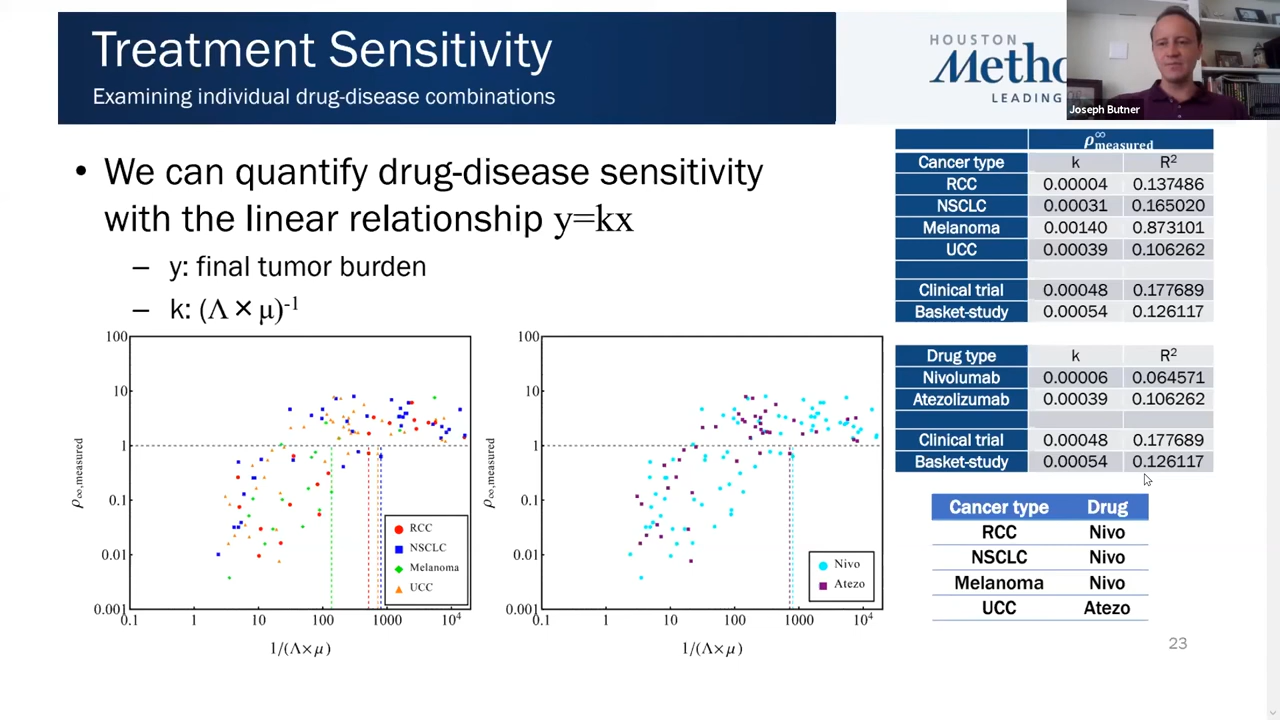 Treatment Sensitivity
Examining individual drug-disease combinations
HOUSTON
Metho
LEADING
Joseph Butner
• We can quantify drug-disease sensitivity
with the linear relationship y=kx
– y: final tumor burden
– k: (Λ × μ)⁻¹
100
10
1
0.1
0.01
0.001
0.1 1 10 100 1000 10⁴
ρ∞,measured
1/(Λ×μ)
RCC
NSCLC
Melanoma
UCC
100
10
1
0.1
0.01
0.001
0.1 1 10 100 1000 10⁴
ρ∞,measured
1/(Λ×μ)
Nivo
Atezo
ρ∞measured
Cancer type k R²
RCC 0.00004 0.137486
NSCLC 0.00031 0.165020
Melanoma 0.00140 0.873101
UCC 0.00039 0.106262
Clinical trial 0.00048 0.177689
Basket-study 0.00054 0.126117
Drug type k R²
Nivolumab 0.00006 0.064571
Atezolizumab 0.00039 0.106262
Clinical trial 0.00048 0.177689
Basket-study 0.00054 0.126117
Cancer type Drug
RCC Nivo
NSCLC Nivo
Melanoma Nivo
UCC Atezo
23